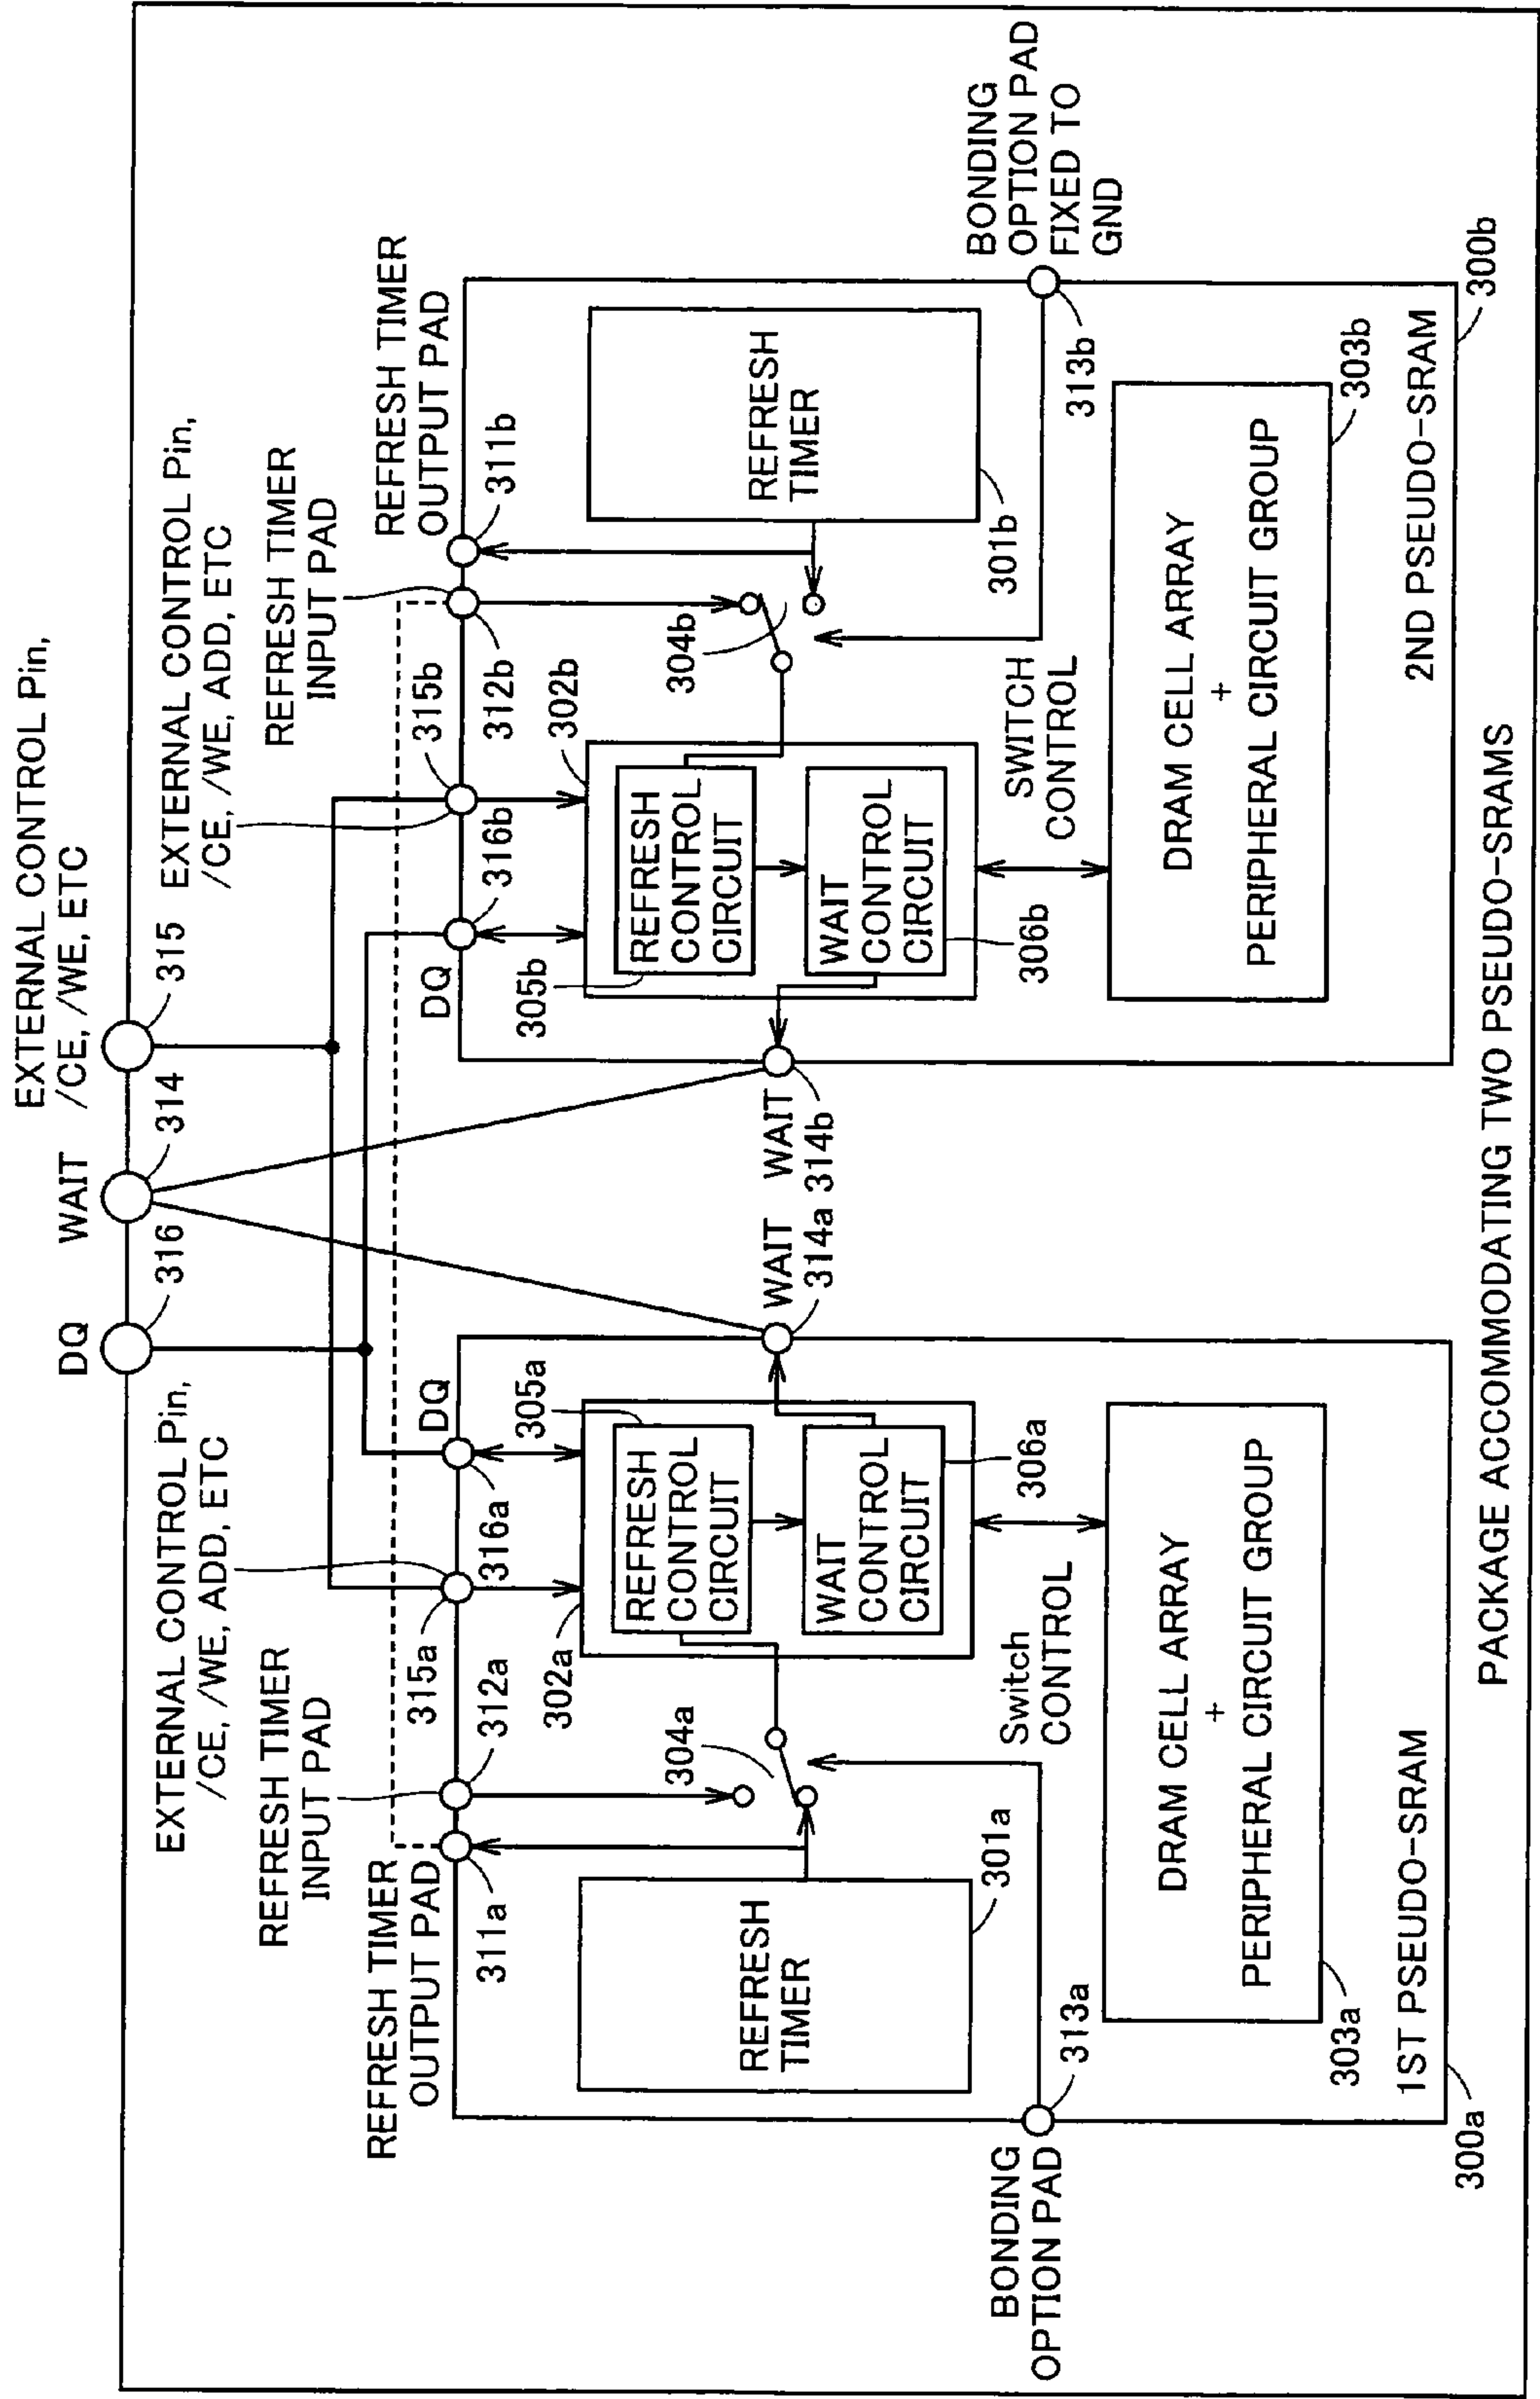 EXTERNAL CONTROL Pin,
/CE, /WE, ETC
DQ
WAIT
316
314
315
EXTERNAL CONTROL Pin,
/CE, /WE, ADD, ETC
REFRESH TIMER
INPUT PAD
REFRESH TIMER
OUTPUT PAD
311a
312a
315a
316a
DQ
302a
305a
REFRESH
TIMER
301a
304a
REFRESH
CONTROL
CIRCUIT
WAIT
CONTROL
CIRCUIT
306a
WAIT
314a
Switch
CONTROL
BONDING
OPTION PAD
313a
DRAM CELL ARRAY
+
PERIPHERAL CIRCUIT GROUP
303a
1ST PSEUDO-SRAM
300a
EXTERNAL CONTROL Pin,
/CE, /WE, ADD, ETC
REFRESH TIMER
INPUT PAD
REFRESH TIMER
OUTPUT PAD
DQ
316b
315b
312b
311b
305b
302b
REFRESH
CONTROL
CIRCUIT
WAIT
CONTROL
CIRCUIT
306b
WAIT
314b
304b
REFRESH
TIMER
301b
SWITCH
CONTROL
BONDING
OPTION PAD
FIXED TO
GND
313b
DRAM CELL ARRAY
+
PERIPHERAL CIRCUIT GROUP
303b
2ND PSEUDO-SRAM
300b
PACKAGE ACCOMMODATING TWO PSEUDO-SRAMS